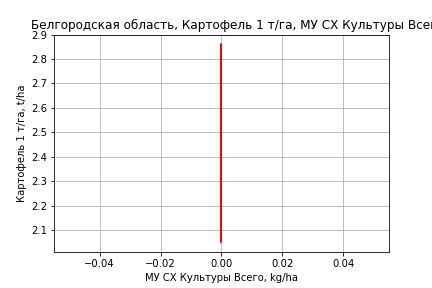 Белгородская область, Картофель 1 т/га, МУ СХ Культуры Все
2.9
2.8
2.7
2.6
2.5
2.4
2.3
2.2
2.1
Картофель 1 т/га, t/ha
−0.04 −0.02 0.00 0.02 0.04
МУ СХ Культуры Всего, kg/ha